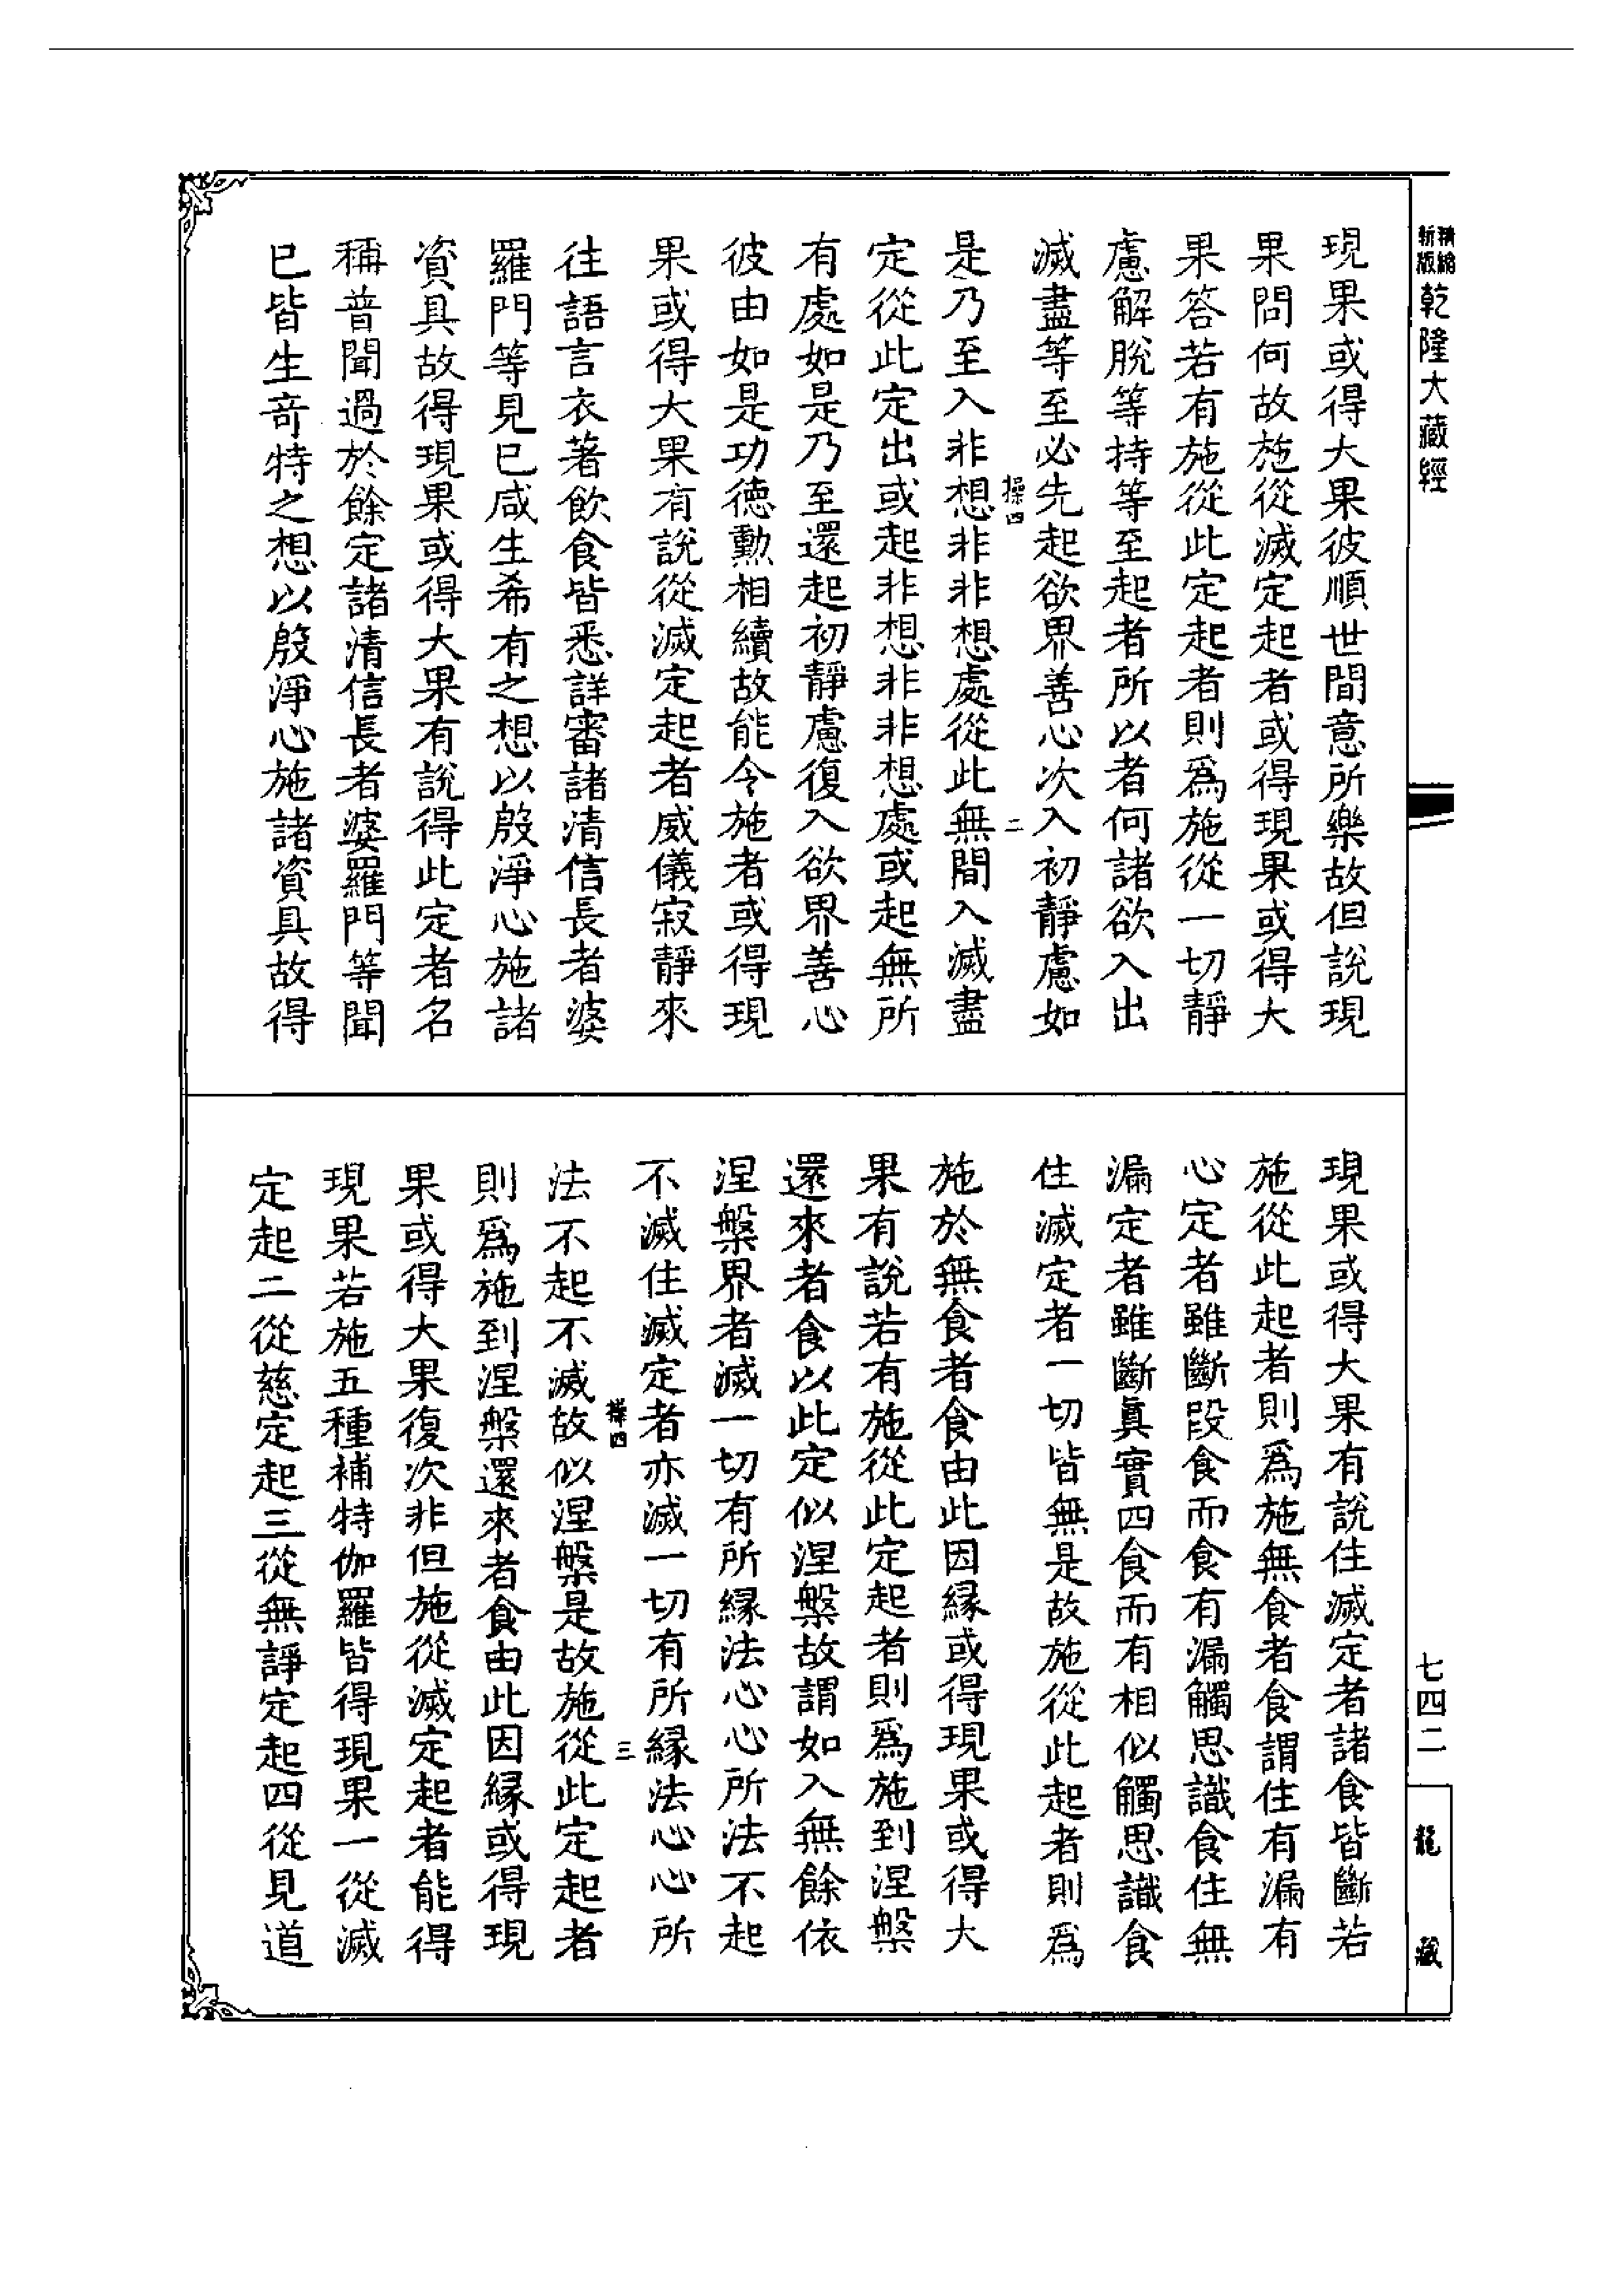 精縮
新版
乾隆大藏經
現果或得大果彼順世間意所樂故但說現
果問何故施從滅定起者或得現果或得大
果答若有施從此定起者則爲施從一切靜
慮解脫等持等至起者所以者何諸欲入出
滅盡等至必先起欲界善心次入初靜慮如
操四
二
是乃至入非想非非想處從此無間入滅盡
定從此定出或起非想非非想處或起無所
有處如是乃至還起初靜慮復入欲界善心
彼由如是功德勳相續故能令施者或得現
果或得大果有說從滅定起者威儀寂靜來
往語言衣著飲食皆悉詳審諸清信長者婆
羅門等見已咸生希有之想以殷淨心施諸
資具故得現果或得大果有說得此定者名
稱普聞過於餘定諸清信長者婆羅門等聞
已皆生奇特之想以殷淨心施諸資具故得
現果或得大果有說住滅定者諸食皆斷若
施從此起者則爲施無食者食謂住有漏有
心定者雖斷段食而食有漏觸思識食住無
漏定者雖斷眞實四食而有相似觸思識食
住滅定者一切皆無是故施從此起者則爲
施於無食者食由此因緣或得現果或得大
果有說若有施從此定起者則爲施到涅槃
還來者食以此定似涅槃故謂如入無餘依
涅槃界者滅一切有所緣法心心所法不起
不滅住滅定者亦滅一切有所緣法心心所
操四
三
法不起不滅故似涅槃是故施從此定起者
則爲施到涅槃還來者食由此因緣或得現
果或得大果復次非但施從滅定起者能得
現果若施五種補特伽羅皆得現果一從滅
定起二從慈定起三從無諍定起四從見道
七四二
龍藏